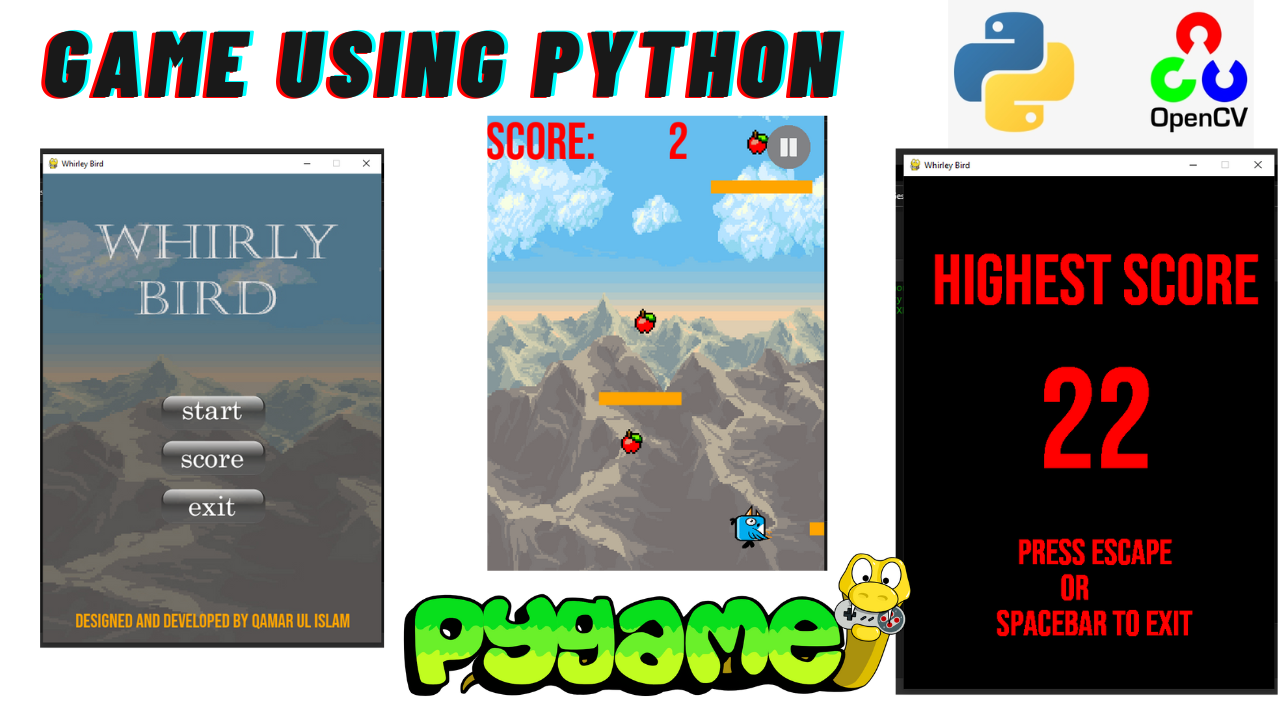 GAME USING PYTHON
OpenCV
Whirley Bird
WHIRLY
BIRD
start
score
exit
DESIGNED AND DEVELOPED BY QAMAR UL ISLAM
SCORE: 2
pygame
Whirley Bird
HIGHEST SCORE
22
PRESS ESCAPE
OR
SPACEBAR TO EXIT